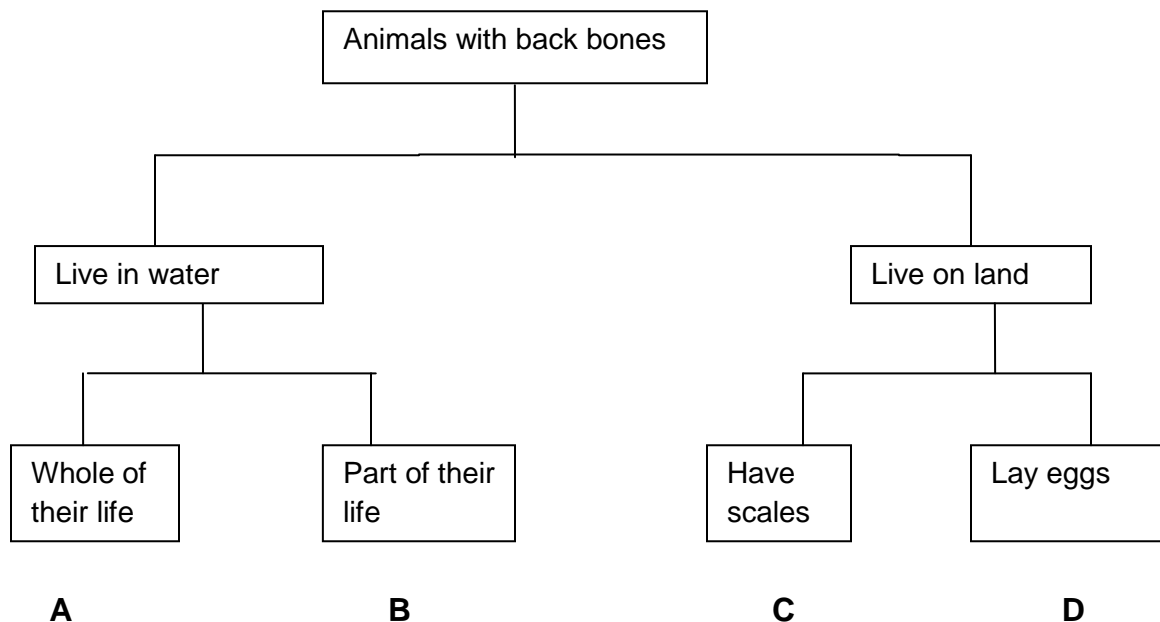 Animals with back bones
Live in water
Live on land
Whole of
their life
Part of their
life
Have
scales
Lay eggs
A
B
C
D